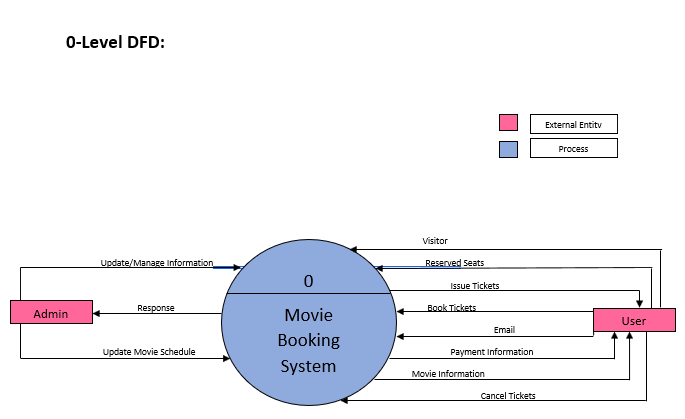 0-Level DFD:
External Entity
Process
Visitor
Update/Manage Information
Reserved Seats
0
Issue Tickets
Response
Book Tickets
Admin
Movie
Booking
System
User
Email
Update Movie Schedule
Payment Information
Movie Information
Cancel Tickets